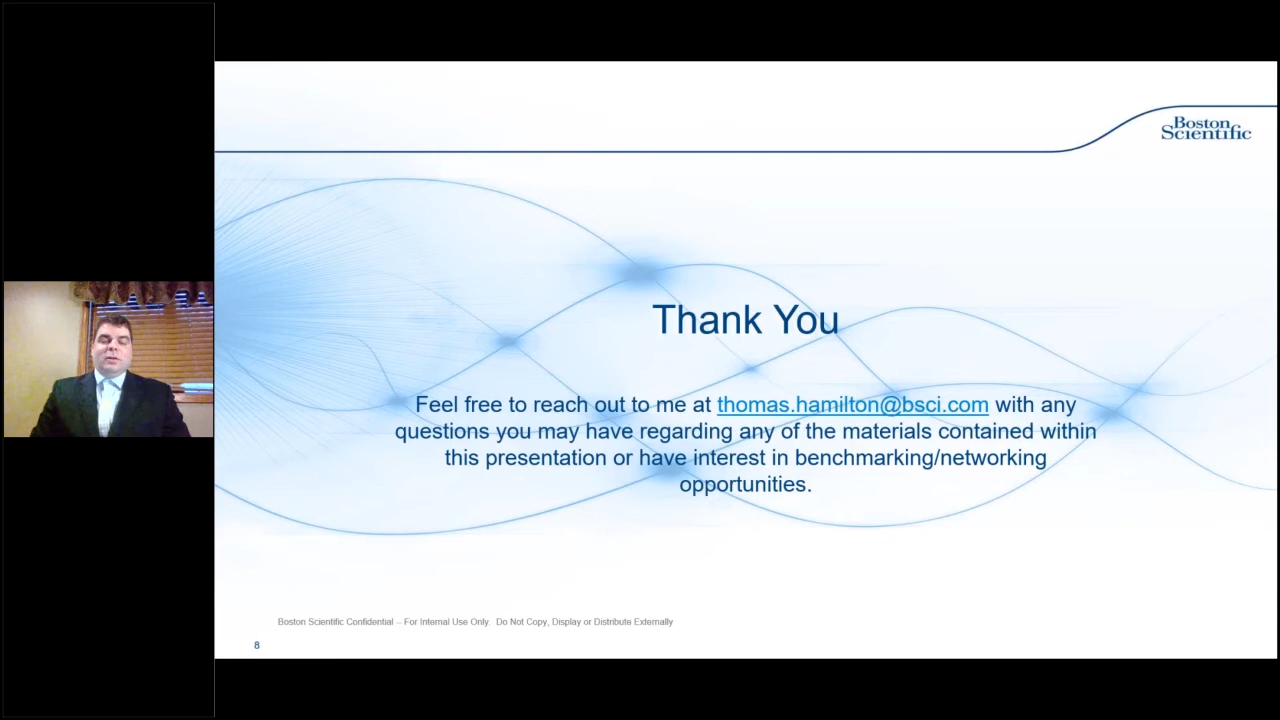 Boston
Scientific
Thank You
Feel free to reach out to me at thomas.hamilton@bsci.com with any
questions you may have regarding any of the materials contained within
this presentation or have interest in benchmarking/networking
opportunities.
Boston Scientific Confidential -- For Internal Use Only. Do Not Copy, Display or Distribute Externally
8